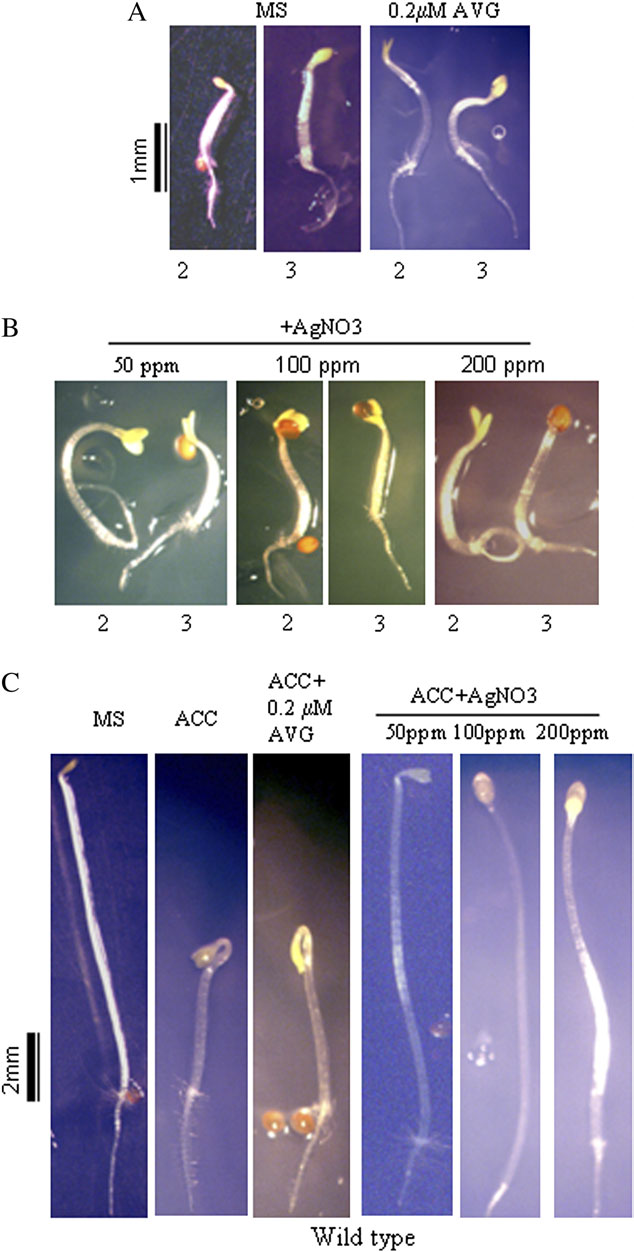 A
MS 0.2μM AVG
1mm
2 3 2 3
B
+AgNO3
50 ppm 100 ppm 200 ppm
2 3 2 3 2 3
C
MS ACC ACC+ 0.2 μM AVG ACC+AgNO3
50ppm 100ppm 200ppm
2mm
Wild type